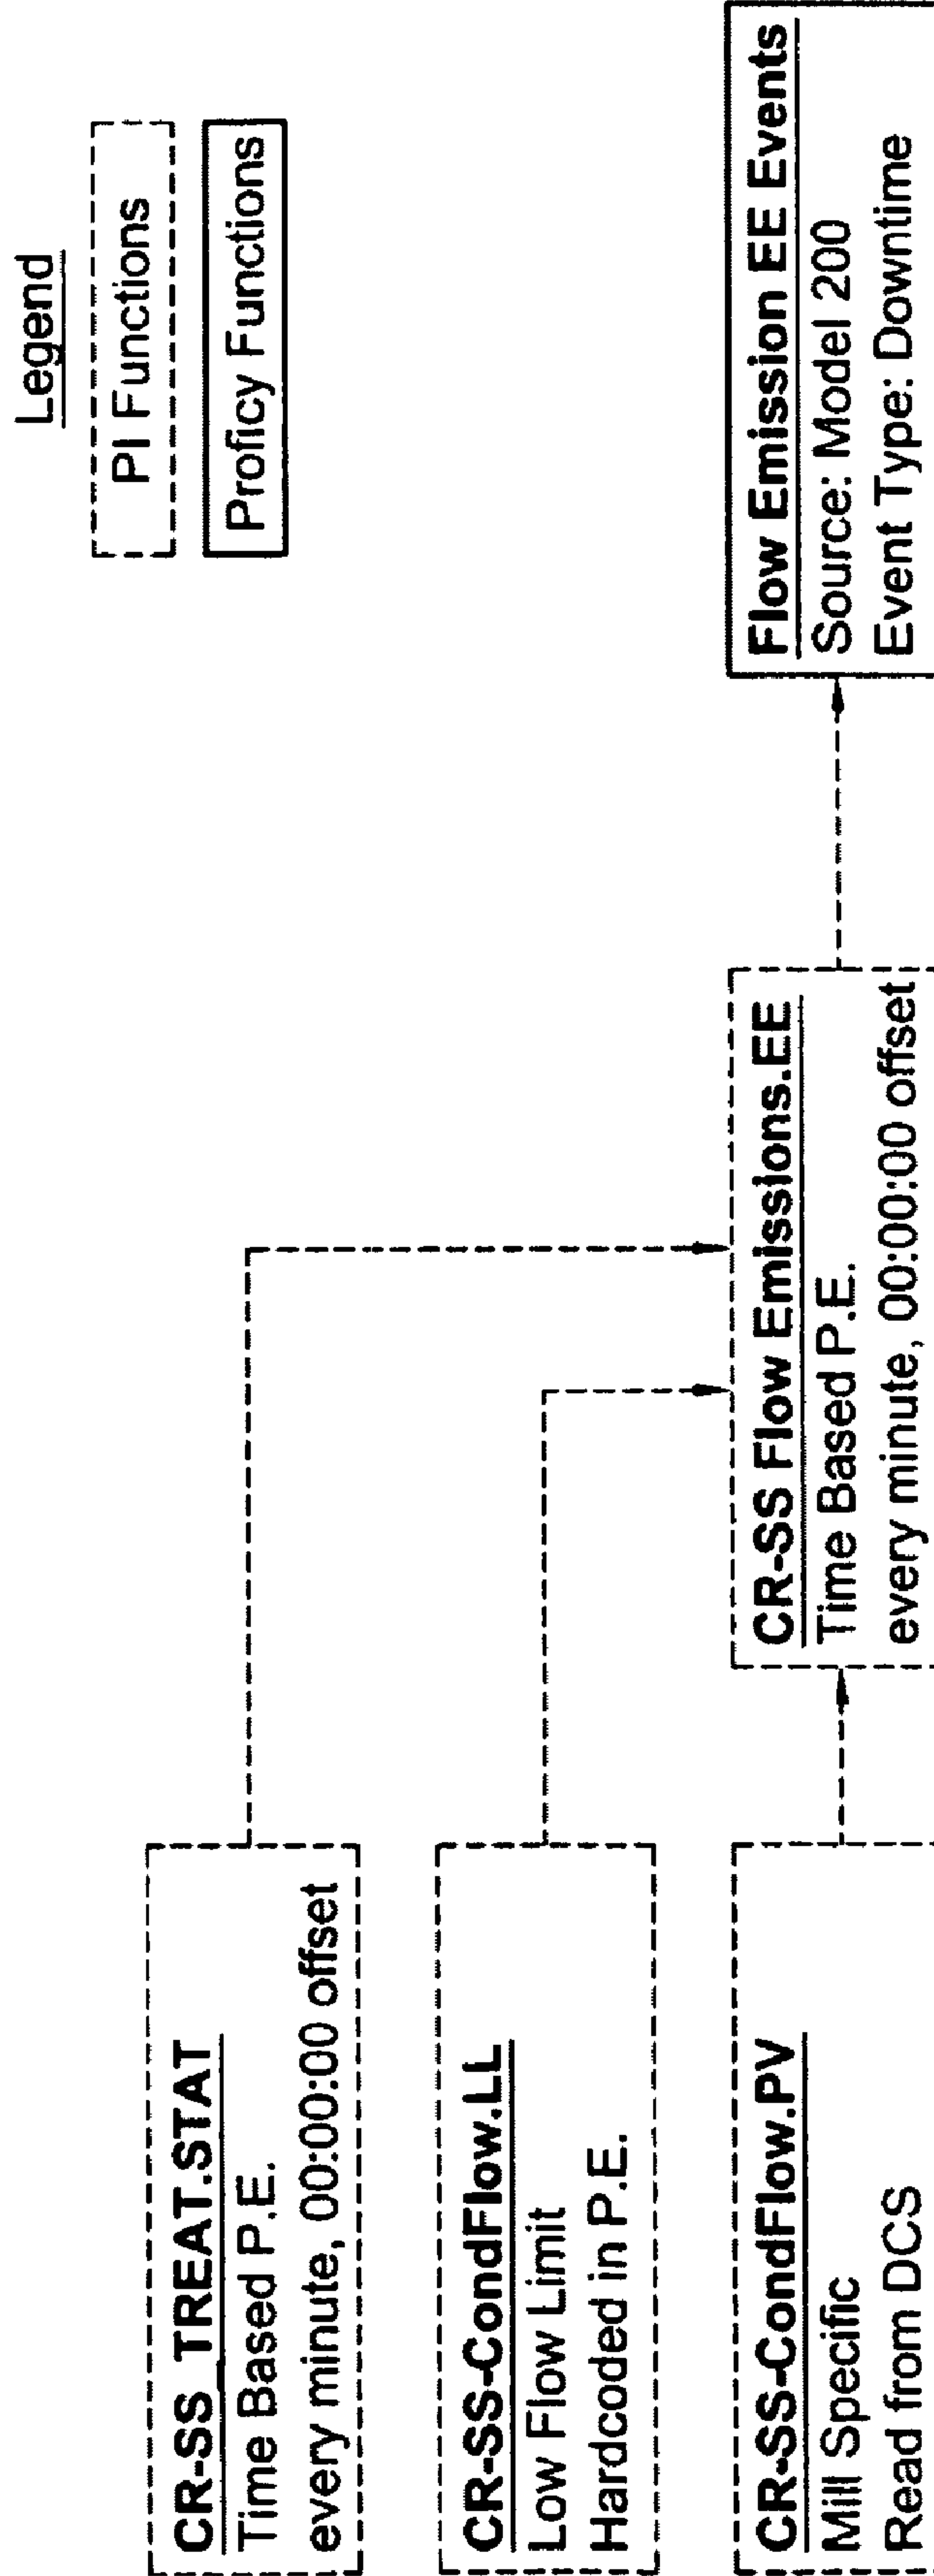 Legend
PI Functions
Proficy Functions
CR-SS_TREAT.STAT
Time Based P.E.
every minute, 00:00:00 offset
CR-SS-CondFlow.LL
Low Flow Limit
Hardcoded in P.E.
CR-SS-CondFlow.PV
Mill Specific
Read from DCS
CR-SS Flow Emissions.EE
Time Based P.E.
every minute, 00:00:00 offset
Flow Emission EE Events
Source: Model 200
Event Type: Downtime